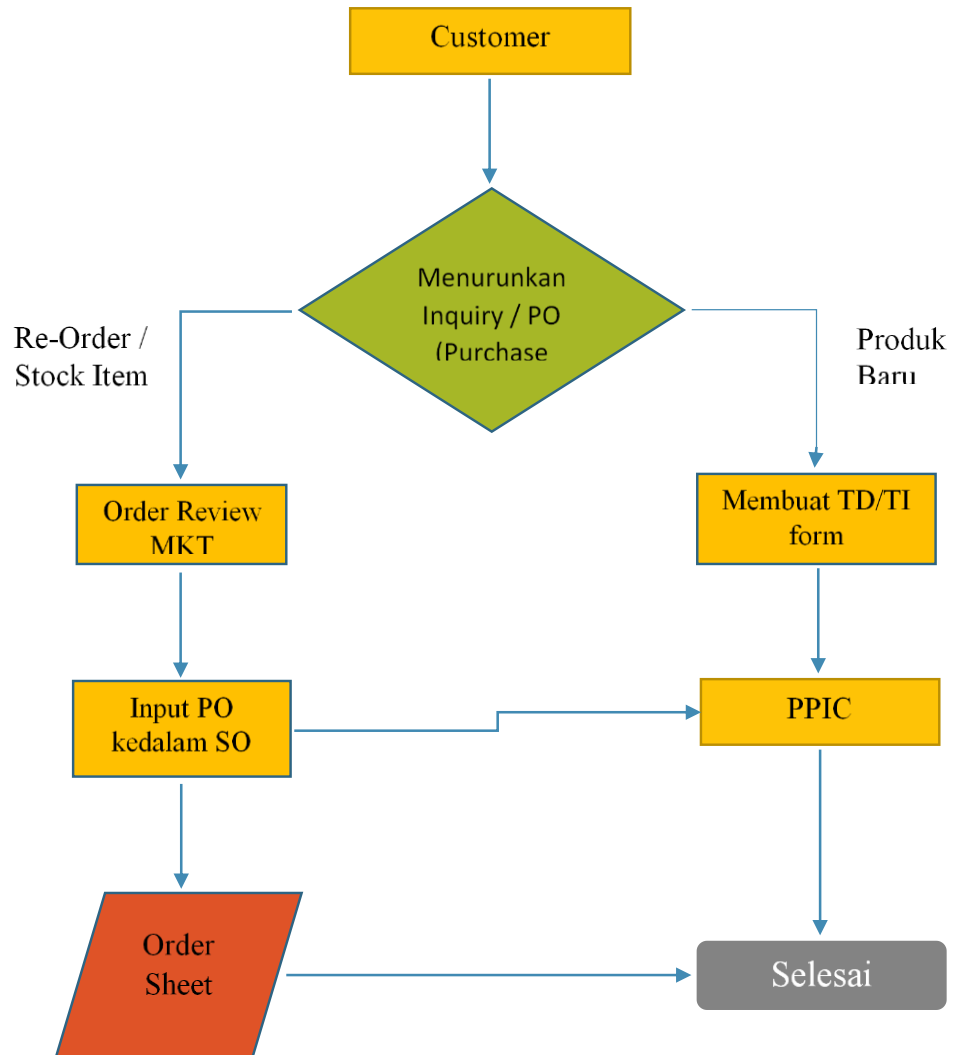 Customer
Menurunkan
Inquiry / PO
(Purchase
Re-Order /
Stock Item
Produk
Baru
Order Review
MKT
Membuat TD/TI
form
Input PO
kedalam SO
PPIC
Order
Sheet
Selesai